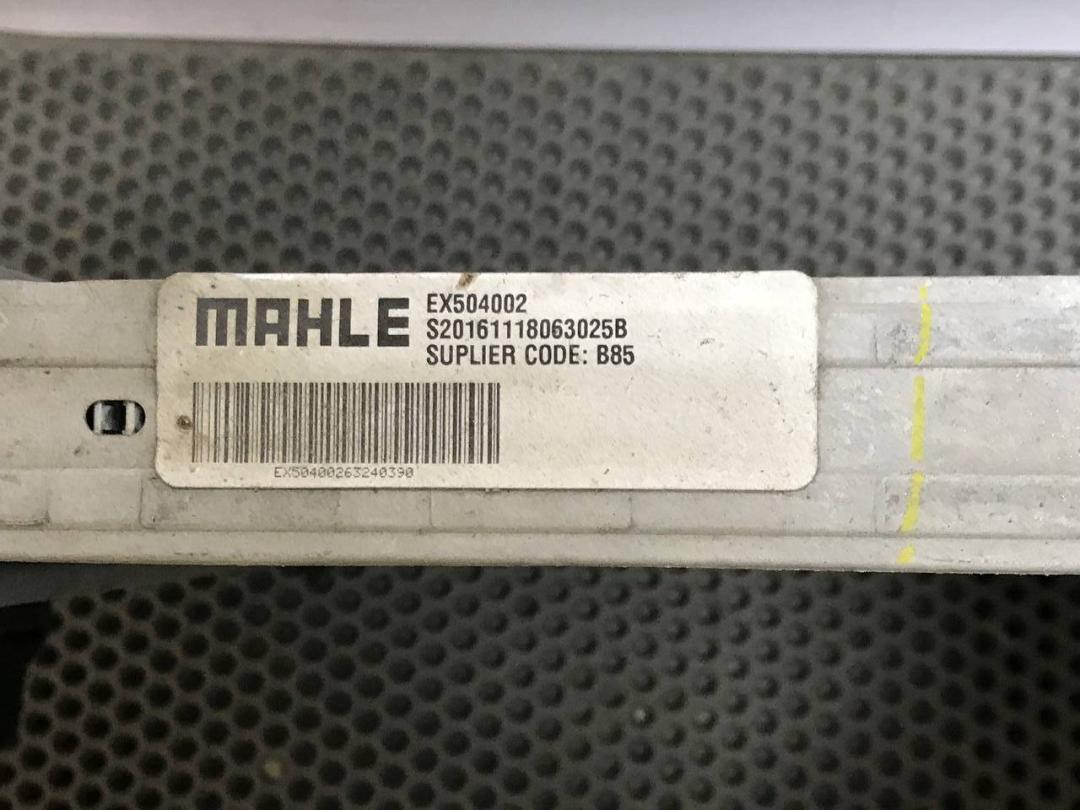 MAHLE
EX504002
S20161118063025B
SUPLIER CODE: B85
EX50400263240390